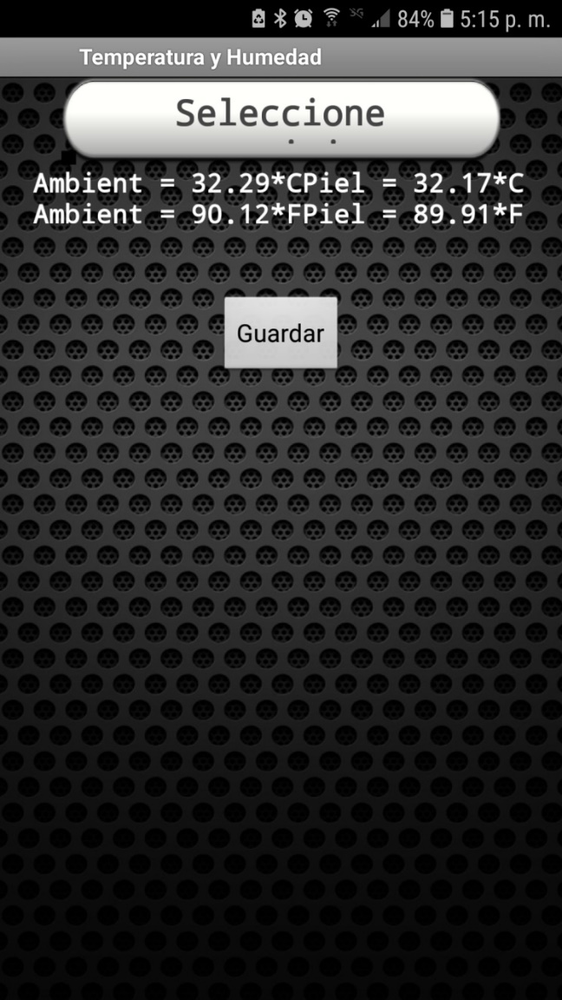 84% 5:15 p. m.
Temperatura y Humedad
Seleccione
Ambient = 32.29*CPiel = 32.17*C
Ambient = 90.12*FPiel = 89.91*F
Guardar